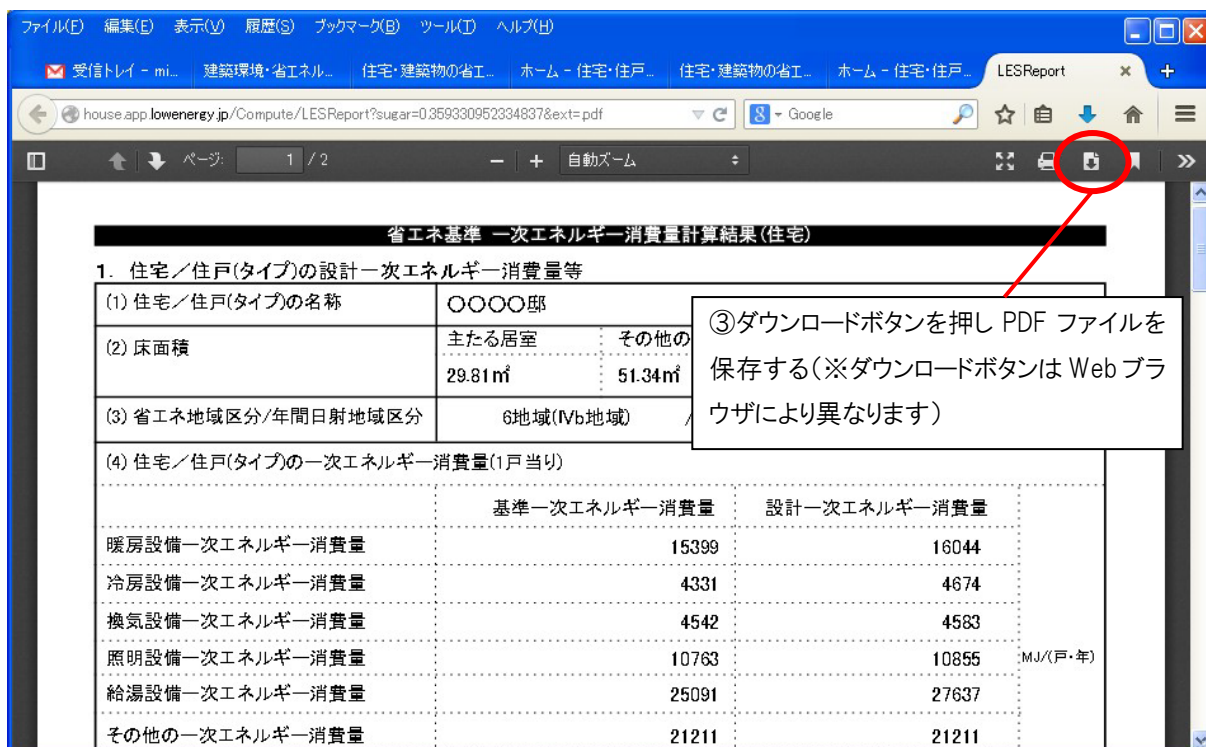 ファイル(F) 編集(E) 表示(V) 履歴(S) ブックマーク(B) ツール(T) ヘルプ(H)
受信トレイ - mi... 建築環境・省エネル... 住宅・建築物の省エ... ホーム - 住宅・住戸... 住宅・建築物の省エ... ホーム - 住宅・住戸... LESReport
house.app.lowenergy.jp/Compute/LESReport?sugar=0.359330952334837&ext=pdf Google
ページ: 1 / 2 自動ズーム
省エネ基準 一次エネルギー消費量計算結果(住宅)
1. 住宅/住戸(タイプ)の設計一次エネルギー消費量等
(1) 住宅/住戸(タイプ)の名称 〇〇〇〇邸
(2) 床面積 主たる居室 その他の
29.81㎡ 51.34㎡
(3) 省エネ地域区分/年間日射地域区分 6地域(Ⅳb地域) /
③ダウンロードボタンを押し PDF ファイルを
保存する(※ダウンロードボタンは Web ブラ
ウザにより異なります)
(4) 住宅/住戸(タイプ)の一次エネルギー消費量(1戸当り)
基準一次エネルギー消費量 設計一次エネルギー消費量
暖房設備一次エネルギー消費量 15399 16044
冷房設備一次エネルギー消費量 4331 4674
換気設備一次エネルギー消費量 4542 4583
照明設備一次エネルギー消費量 10763 10855 MJ/(戸・年)
給湯設備一次エネルギー消費量 25091 27637
その他の一次エネルギー消費量 21211 21211